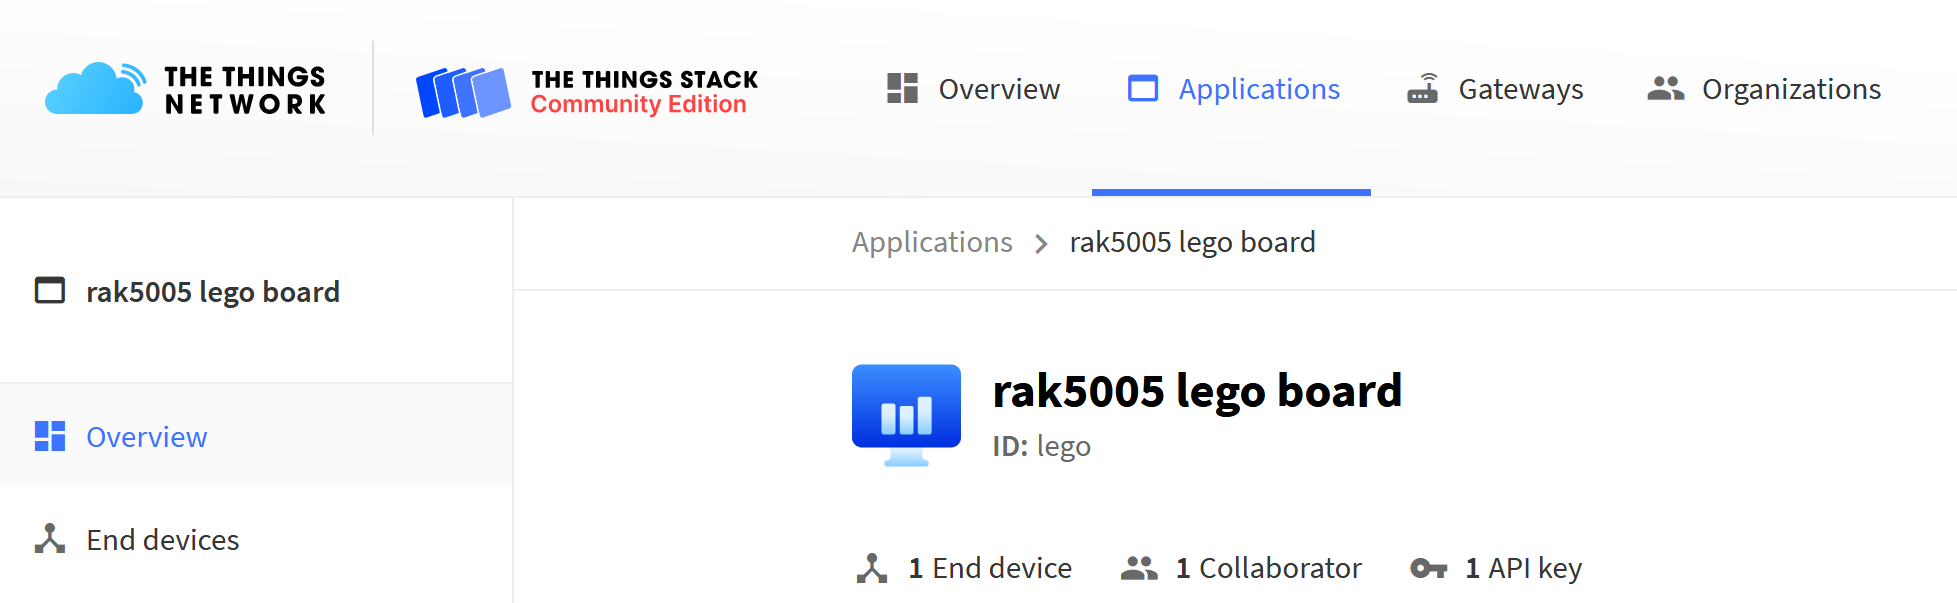 THE THINGS
NETWORK
THE THINGS STACK
Community Edition
Overview
Applications
Gateways
Organizations
rak5005 lego board
Overview
End devices
Applications > rak5005 lego board
rak5005 lego board
ID: lego
1 End device
1 Collaborator
1 API key